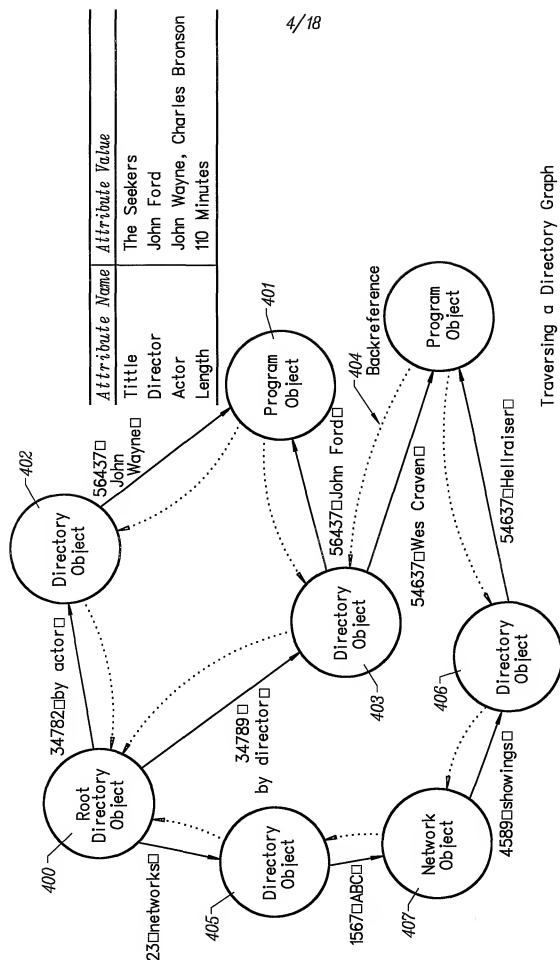 4/18
Attribute Name Attribute Value
Tittle The Seekers
Director John Ford
Actor John Wayne, Charles Bronson
Length 110 Minutes
400
Root
Directory
Object
34782□by actor□
402
Directory
Object
56437□
John
Wayne□
401
Program
Object
34789□
by director□
403
Directory
Object
56437□John Ford□
404
Backreference
54637□Wes Craven□
Program
Object
23□networks□
405
Directory
Object
1567□ABC□
407
Network
Object
4589□showings□
406
Directory
Object
54637□Hellraiser□
Traversing a Directory Graph